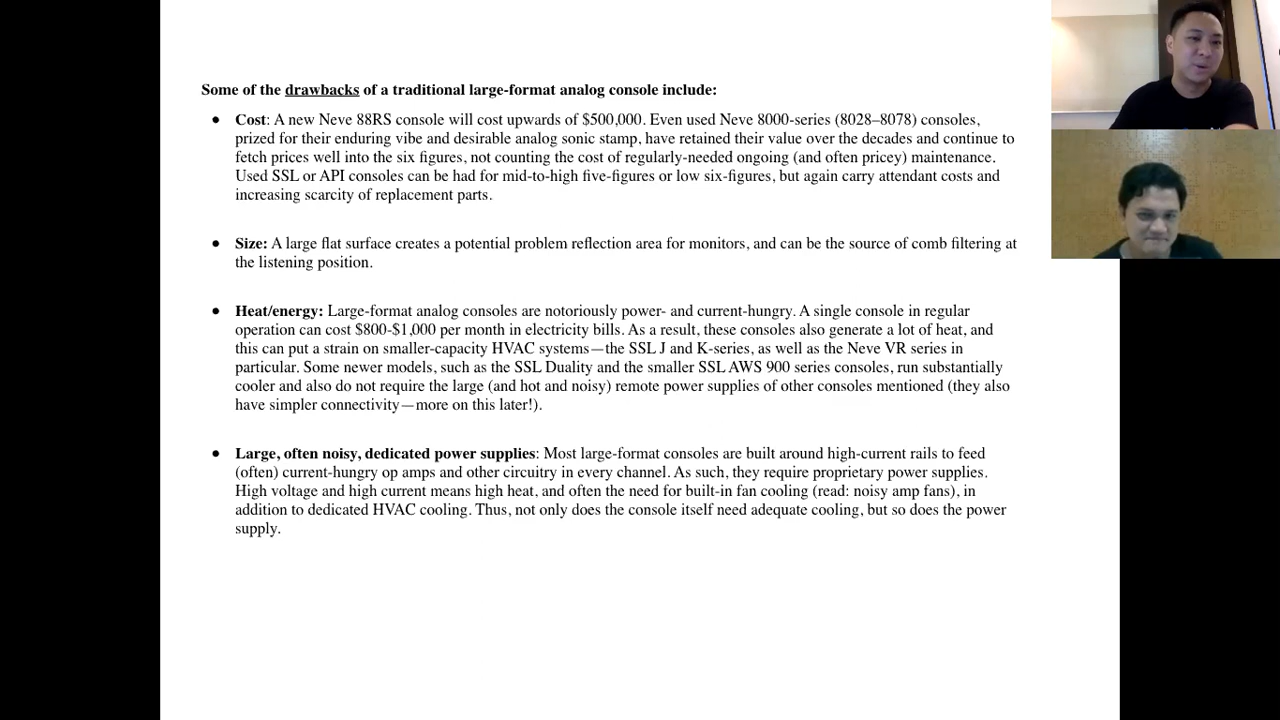 Some of the drawbacks of a traditional large-format analog console include:
● Cost: A new Neve 88RS console will cost upwards of $500,000. Even used Neve 8000-series (8028–8078) consoles,
prized for their enduring vibe and desirable analog sonic stamp, have retained their value over the decades and continue to
fetch prices well into the six figures, not counting the cost of regularly-needed ongoing (and often pricey) maintenance.
Used SSL or API consoles can be had for mid-to-high five-figures or low six-figures, but again carry attendant costs and
increasing scarcity of replacement parts.
● Size: A large flat surface creates a potential problem reflection area for monitors, and can be the source of comb filtering at
the listening position.
● Heat/energy: Large-format analog consoles are notoriously power- and current-hungry. A single console in regular
operation can cost $800-$1,000 per month in electricity bills. As a result, these consoles also generate a lot of heat, and
this can put a strain on smaller-capacity HVAC systems—the SSL J and K-series, as well as the Neve VR series in
particular. Some newer models, such as the SSL Duality and the smaller SSL AWS 900 series consoles, run substantially
cooler and also do not require the large (and hot and noisy) remote power supplies of other consoles mentioned (they also
have simpler connectivity—more on this later!).
● Large, often noisy, dedicated power supplies: Most large-format consoles are built around high-current rails to feed
(often) current-hungry op amps and other circuitry in every channel. As such, they require proprietary power supplies.
High voltage and high current means high heat, and often the need for built-in fan cooling (read: noisy amp fans), in
addition to dedicated HVAC cooling. Thus, not only does the console itself need adequate cooling, but so does the power
supply.